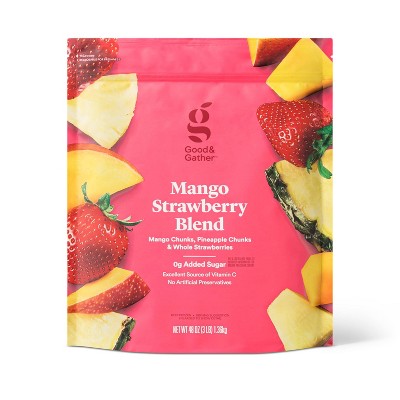 Good&
Gather™
Mango
Strawberry
Blend
Mango Chunks, Pineapple Chunks
& Whole Strawberries
0g Added Sugar
Excellent Source of Vitamin C
No Artificial Preservatives
NET WT 48 OZ (3 LB) 1.36kg